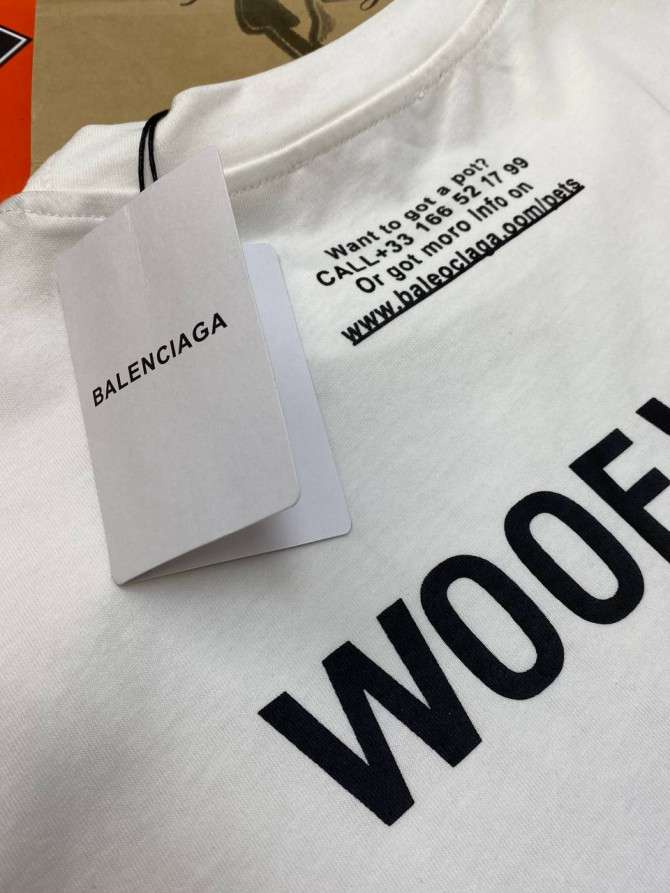 Want to got a pot?
CALL+33 166 52 17 99
Or got moro Info on
www.baleoclaga.oom/pets
BALENCIAGA
WOOF